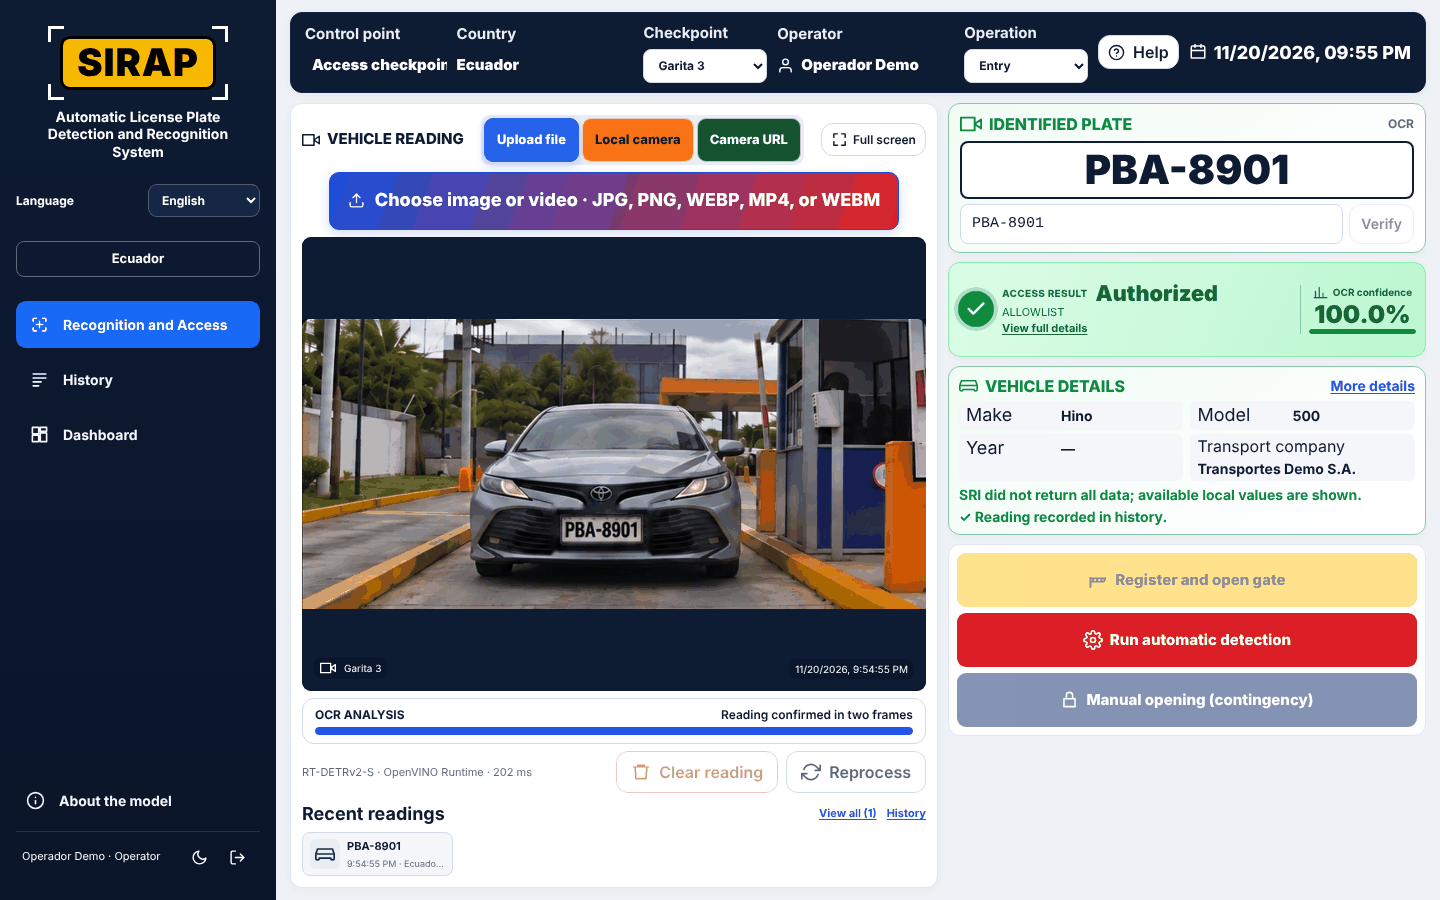 SIRAP
Automatic License Plate
Detection and Recognition
System
Language
English
Ecuador
Recognition and Access
History
Dashboard
About the model
Operador Demo · Operator
Control point
Access checkpoin
Country
Ecuador
Checkpoint
Garita 3
Operator
Operador Demo
Operation
Entry
Help
11/20/2026, 09:55 PM
VEHICLE READING
Upload file
Local camera
Camera URL
Full screen
Choose image or video · JPG, PNG, WEBP, MP4, or WEBM
PBA-8901
Garita 3
11/20/2026, 9:54:55 PM
OCR ANALYSIS
Reading confirmed in two frames
RT-DETRv2-S · OpenVINO Runtime · 202 ms
Clear reading
Reprocess
Recent readings
View all (1)
History
PBA-8901
9:54:55 PM · Ecuado...
IDENTIFIED PLATE
OCR
PBA-8901
PBA-8901
Verify
ACCESS RESULT Authorized
ALLOWLIST
View full details
OCR confidence
100.0%
VEHICLE DETAILS
More details
Make Hino
Model 500
Year —
Transport company
Transportes Demo S.A.
SRI did not return all data; available local values are shown.
✓ Reading recorded in history.
Register and open gate
Run automatic detection
Manual opening (contingency)